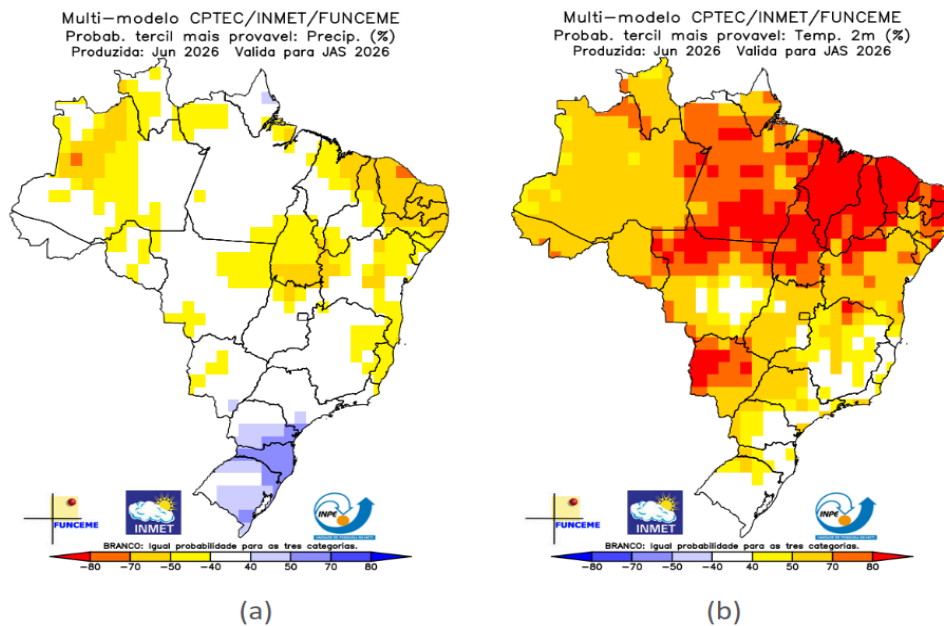 Multi-modelo CPTEC/INMET/FUNCEME
Probab. tercil mais provavel: Precip. (%)
Produzida: Jun 2026 Valida para JAS 2026
FUNCEME
INMET
INPE
BRANCO: Igual probabilidade para as tres categorias.
-80 -70 -50 -40 40 50 70 80
(a)
Multi-modelo CPTEC/INMET/FUNCEME
Probab. tercil mais provavel: Temp. 2m (%)
Produzida: Jun 2026 Valida para JAS 2026
FUNCEME
INMET
INPE
BRANCO: Igual probabilidade para as tres categorias.
-80 -70 -50 -40 40 50 70 80
(b)